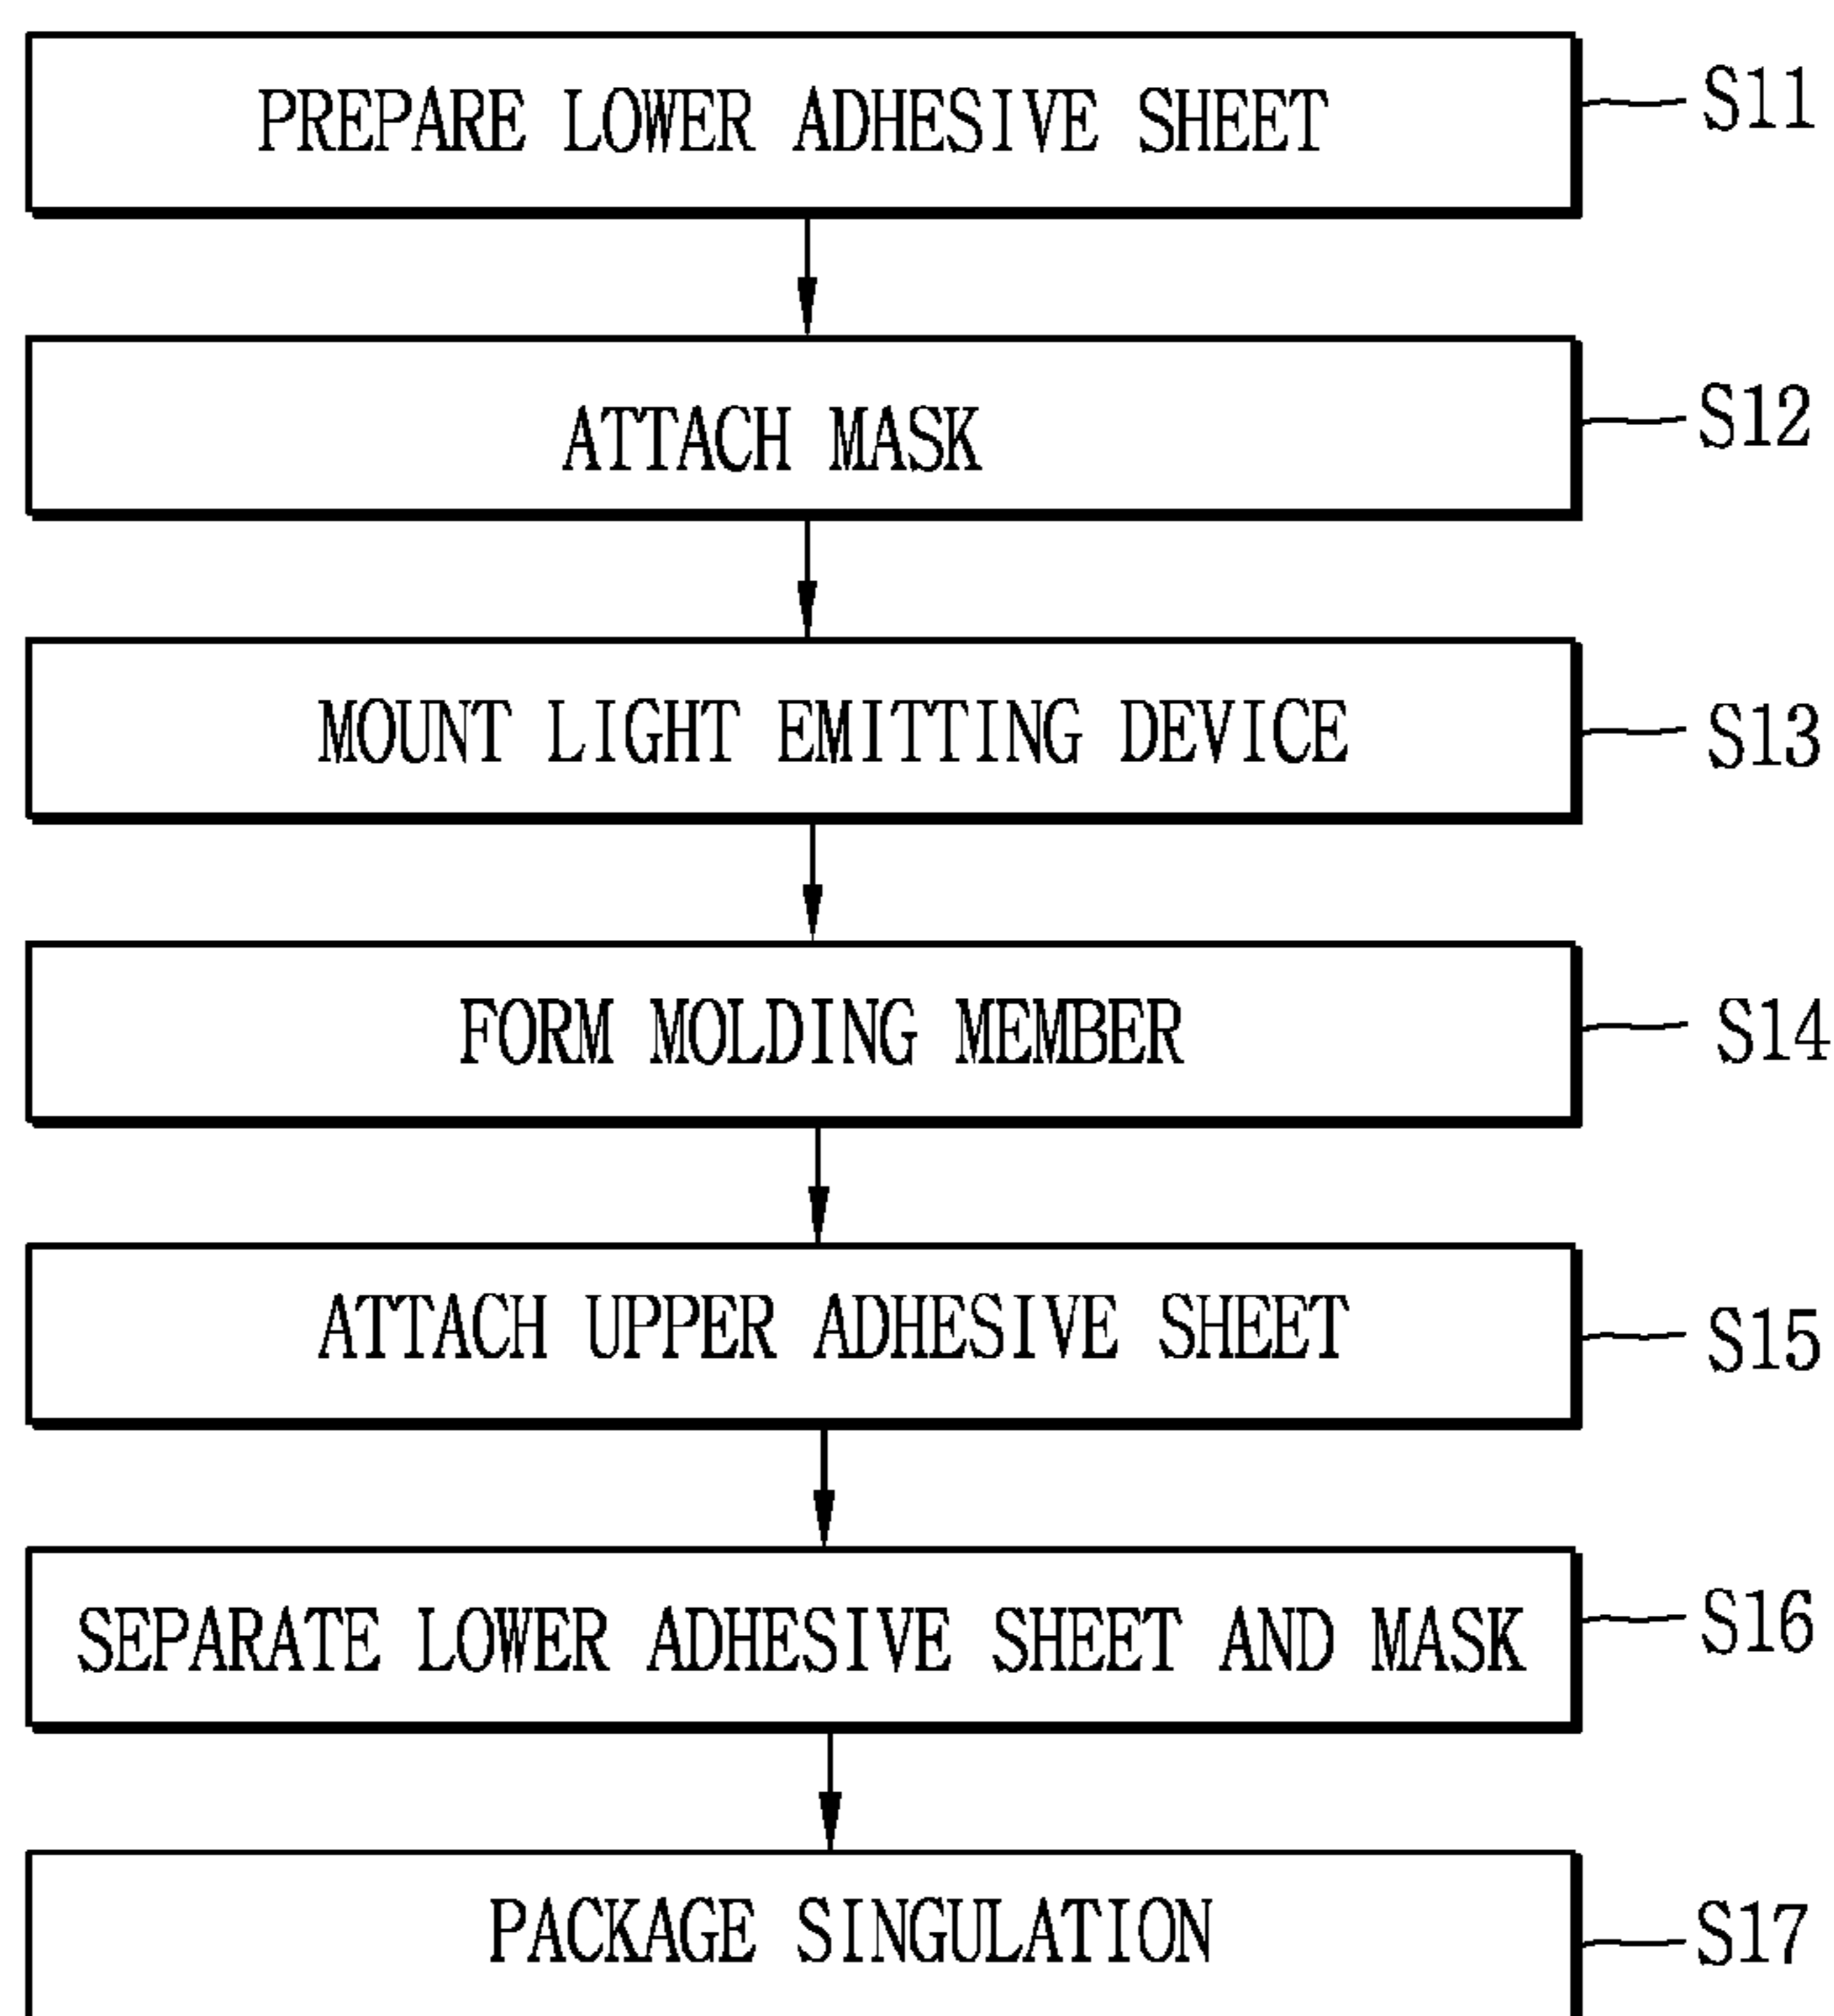 PREPARE LOWER ADHESIVE SHEET
S11
ATTACH MASK
S12
MOUNT LIGHT EMITTING DEVICE
S13
FORM MOLDING MEMBER
S14
ATTACH UPPER ADHESIVE SHEET
S15
SEPARATE LOWER ADHESIVE SHEET AND MASK
S16
PACKAGE SINGULATION
S17